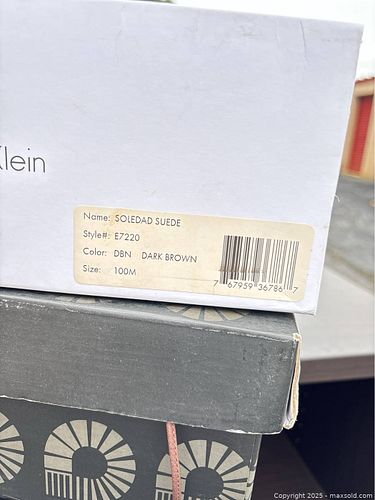 Klein
Name: SOLEDAD SUEDE
Style#: E7220
Color: DBN DARK BROWN
Size: 100M
7 67959 36786 7
Copyright 2025 - maxsold.com